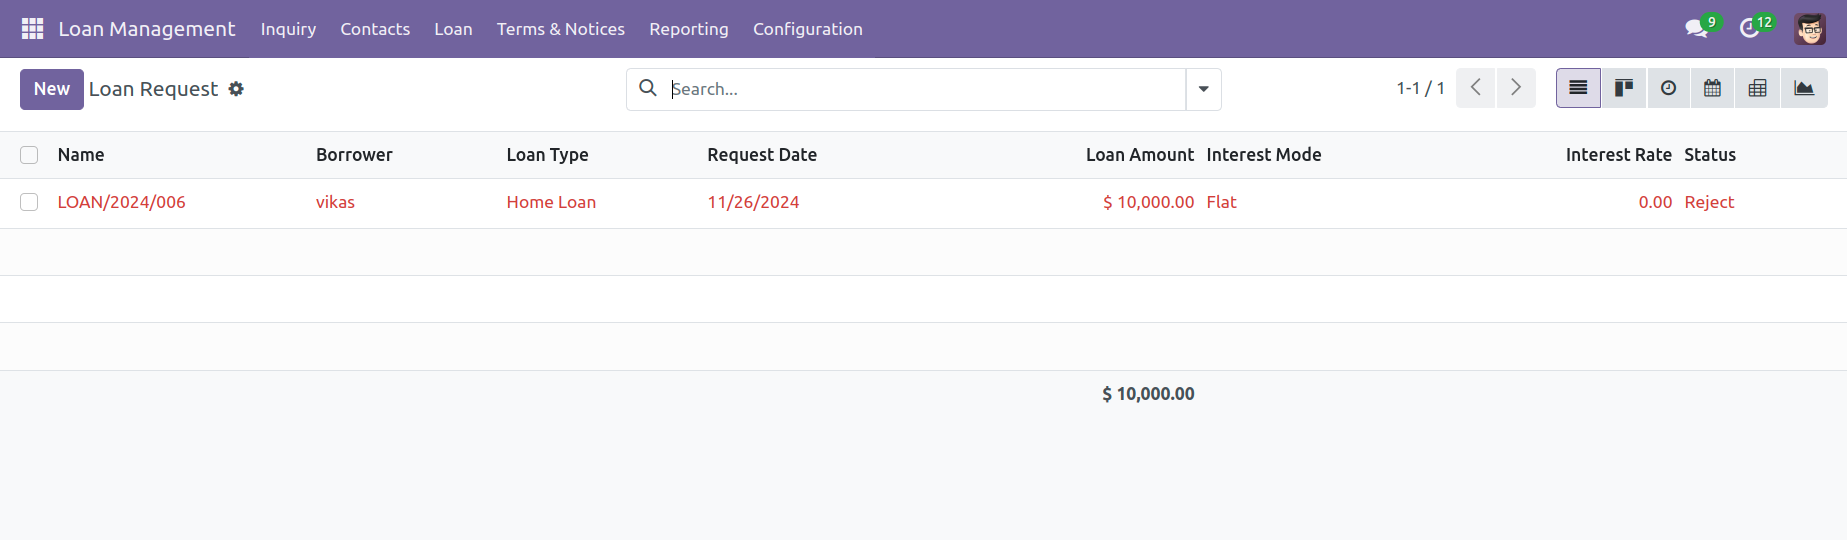 Loan Management Inquiry Contacts Loan Terms & Notices Reporting Configuration 9 12
New Loan Request Search... 1-1 / 1
Name Borrower Loan Type Request Date Loan Amount Interest Mode Interest Rate Status
LOAN/2024/006 vikas Home Loan 11/26/2024 $ 10,000.00 Flat 0.00 Reject
$ 10,000.00